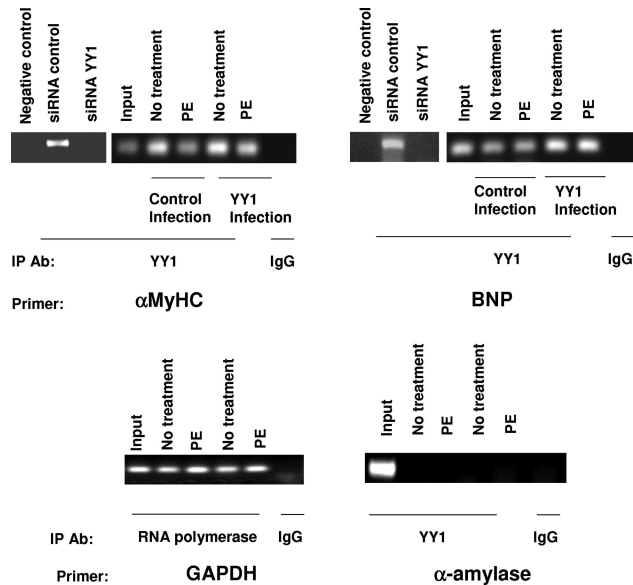 Negative control
siRNA control
siRNA YY1
Input
No treatment
PE
No treatment
PE
Control
Infection
YY1
Infection
IP Ab:
YY1
IgG
Primer:
αMyHC
Negative control
siRNA control
siRNA YY1
Input
No treatment
PE
No treatment
PE
Control
Infection
YY1
Infection
YY1
IgG
BNP
Input
No treatment
PE
No treatment
PE
IP Ab:
RNA polymerase
IgG
Primer:
GAPDH
Input
No treatment
PE
No treatment
PE
YY1
IgG
α-amylase